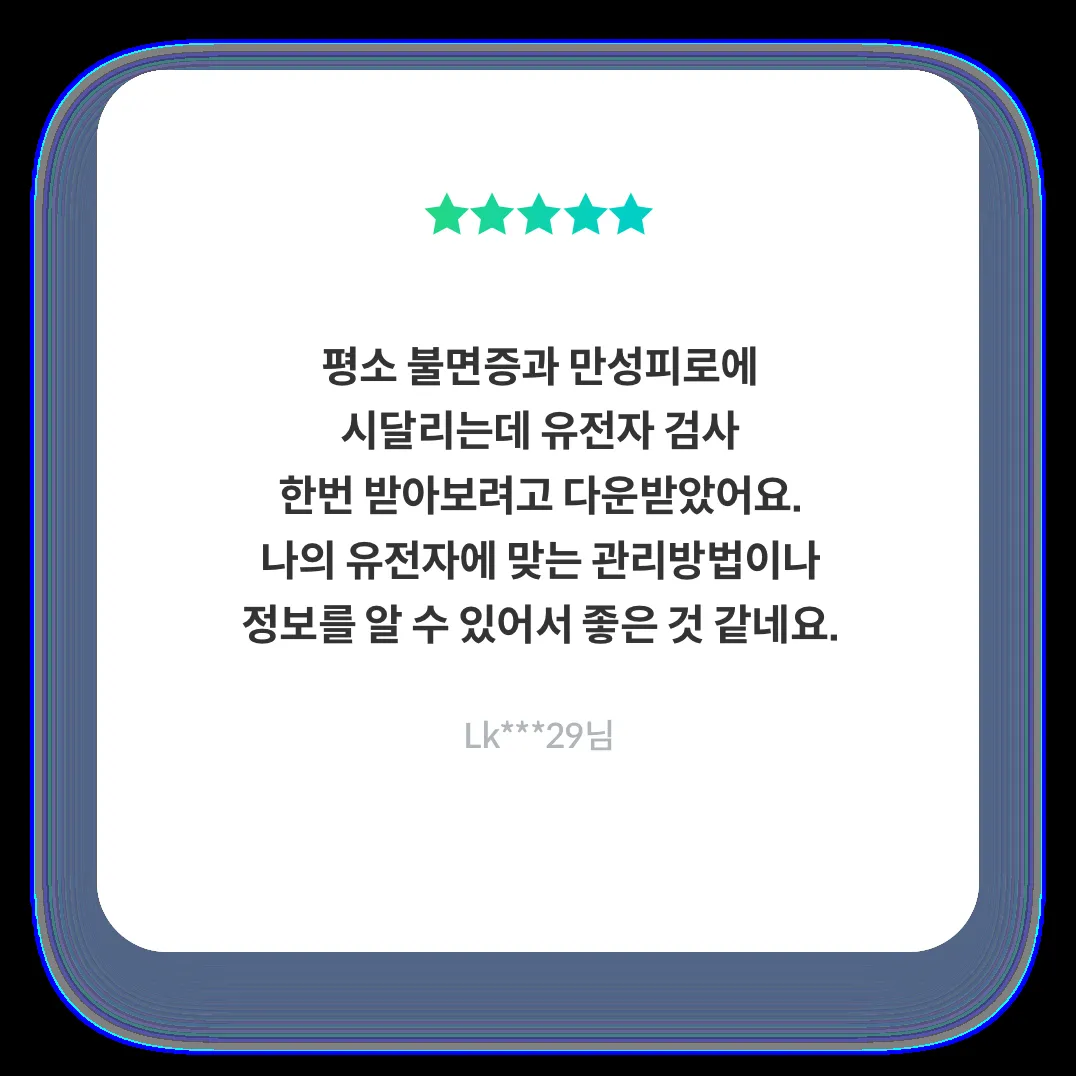 평소 불면증과 만성피로에
시달리는데 유전자 검사
한번 받아보려고 다운받았어요.
나의 유전자에 맞는 관리방법이나
정보를 알 수 있어서 좋은 것 같네요.
Lk***29님